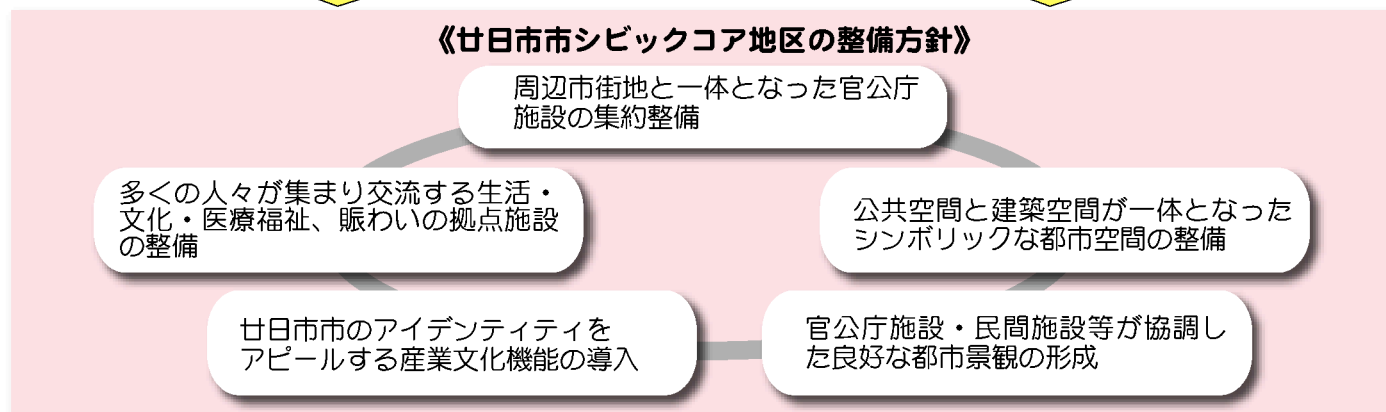 《廿日市市シビックコア地区の整備方針》
周辺市街地と一体となった官公庁
施設の集約整備
多くの人々が集まり交流する生活・
文化・医療福祉、賑わいの拠点施設
の整備
公共空間と建築空間が一体となった
シンボリックな都市空間の整備
廿日市市のアイデンティティを
アピールする産業文化機能の導入
官公庁施設・民間施設等が協調し
た良好な都市景観の形成